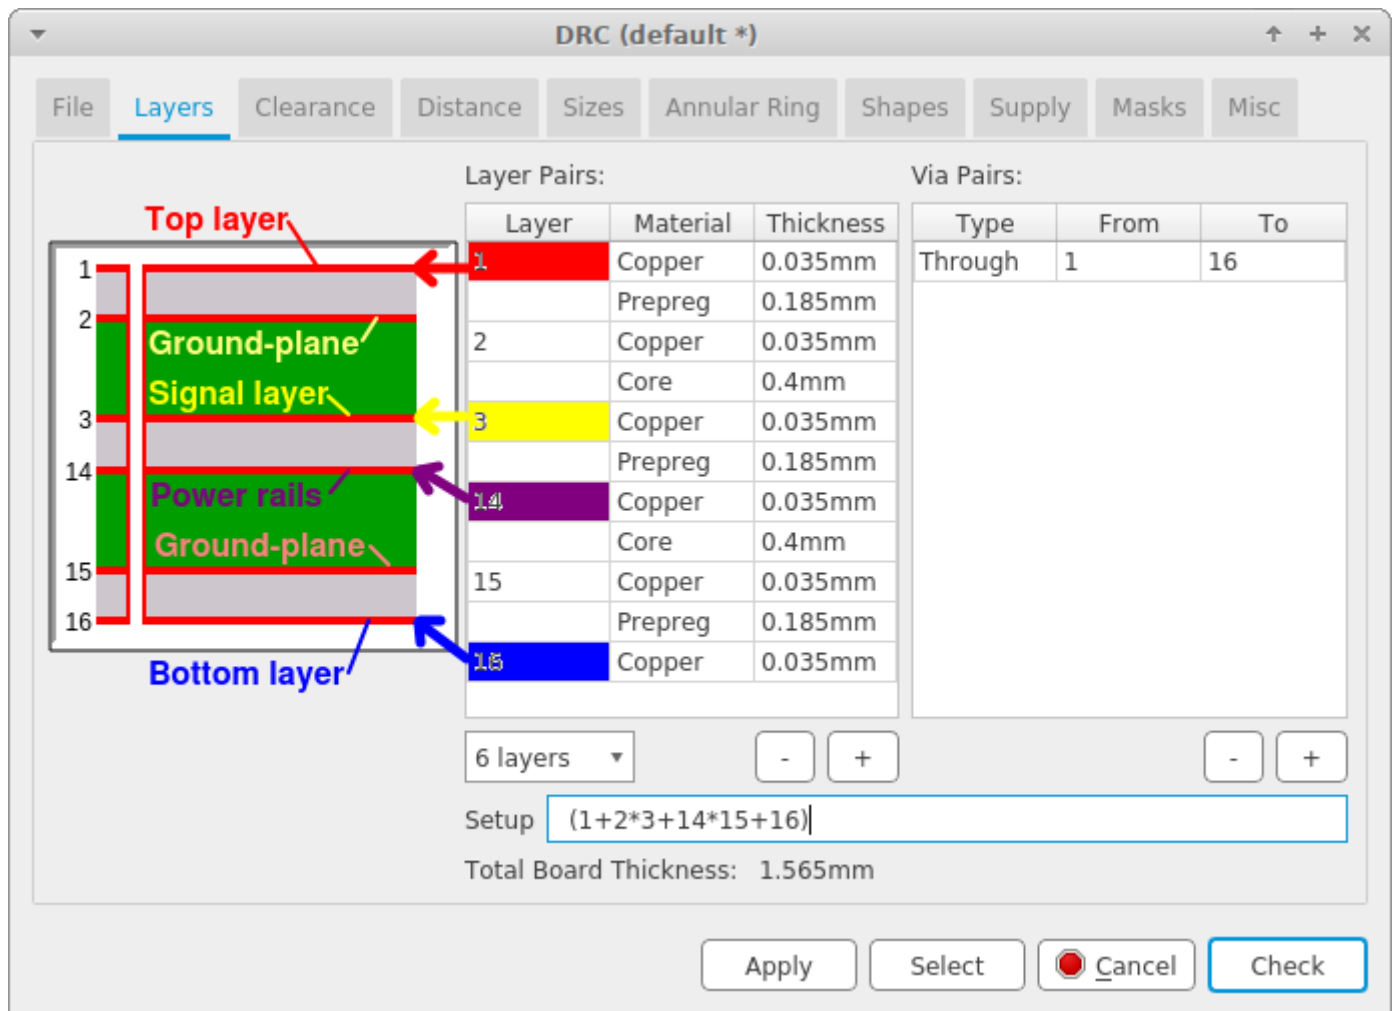 DRC (default *)
File Layers Clearance Distance Sizes Annular Ring Shapes Supply Masks Misc
Layer Pairs:
Via Pairs:
Top layer
1
2
Ground-plane
Signal layer
3
14
Power rails
Ground-plane
15
16
Bottom layer
Layer Material Thickness
1 Copper 0.035mm
Prepreg 0.185mm
2 Copper 0.035mm
Core 0.4mm
3 Copper 0.035mm
Prepreg 0.185mm
14 Copper 0.035mm
Core 0.4mm
15 Copper 0.035mm
Prepreg 0.185mm
16 Copper 0.035mm
Type From To
Through 1 16
6 layers - +
- +
Setup (1+2*3+14*15+16)
Total Board Thickness: 1.565mm
Apply Select Cancel Check